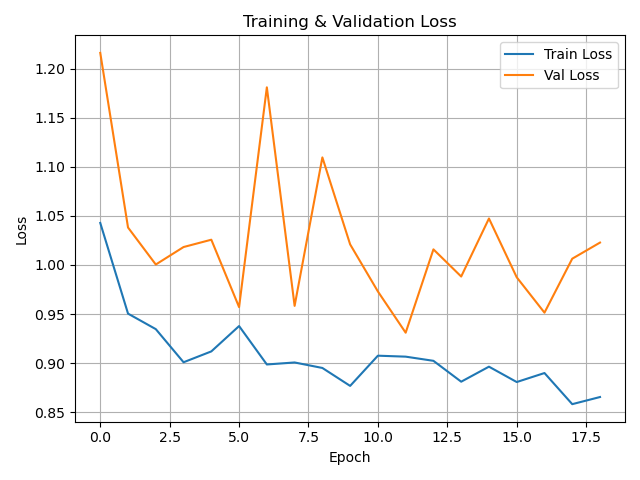 Training & Validation Loss
Train Loss
Val Loss
Loss
1.20
1.15
1.10
1.05
1.00
0.95
0.90
0.85
0.0 2.5 5.0 7.5 10.0 12.5 15.0 17.5
Epoch